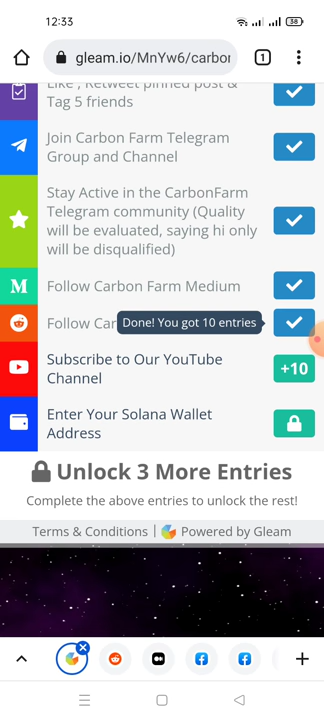 12:33
38
gleam.io/MnYw6/carbor
1
Like , Retweet pinned post &
Tag 5 friends
Join Carbon Farm Telegram
Group and Channel
Stay Active in the CarbonFarm
Telegram community (Quality
will be evaluated, saying hi only
will be disqualified)
M Follow Carbon Farm Medium
Follow Car
Done! You got 10 entries
Subscribe to Our YouTube
Channel
+10
Enter Your Solana Wallet
Address
Unlock 3 More Entries
Complete the above entries to unlock the rest!
Terms & Conditions | Powered by Gleam